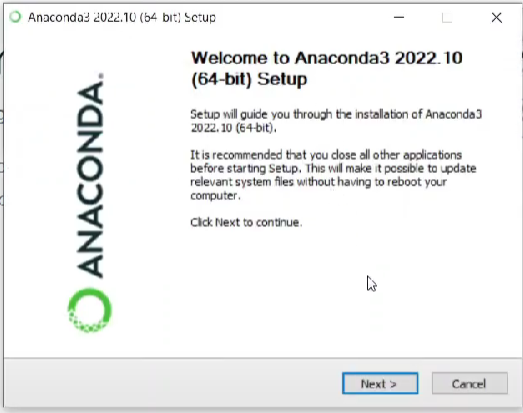 Anaconda3 2022.10 (64-bit) Setup
Welcome to Anaconda3 2022.10
(64-bit) Setup
Setup will guide you through the installation of Anaconda3
2022.10 (64-bit).
It is recommended that you close all other applications
before starting Setup. This will make it possible to update
relevant system files without having to reboot your
computer.
Click Next to continue.
ANACONDA.
Next >
Cancel